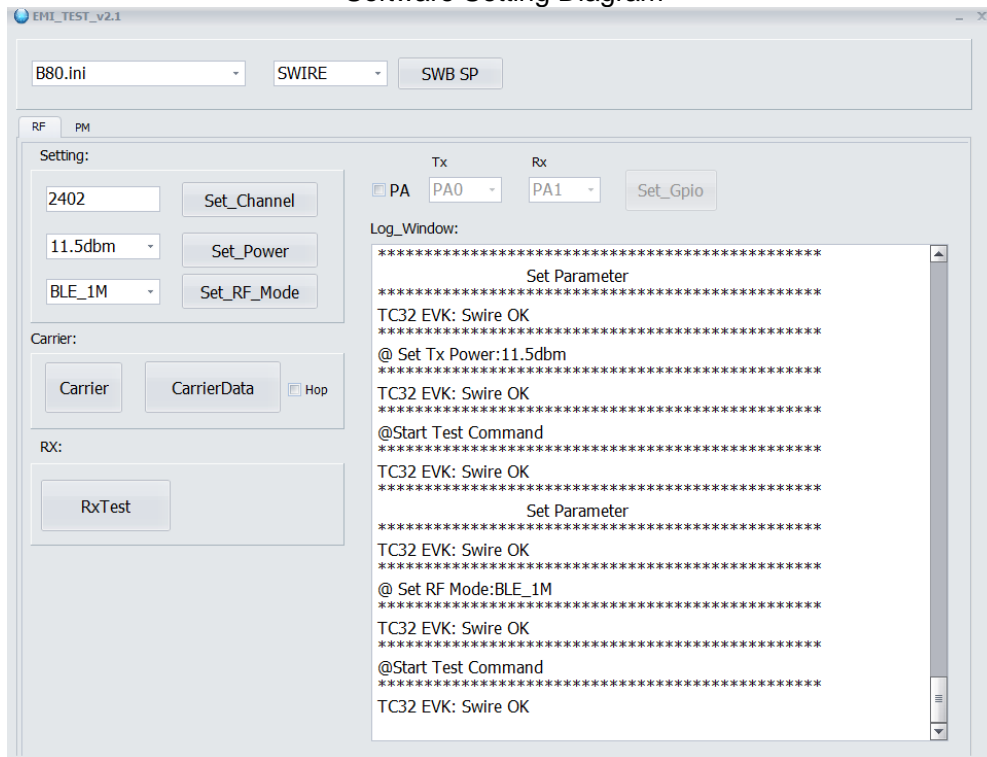 Software Setting Diagram
EMI_TEST_v2.1
B80.ini SWIRE SWB SP
RF PM
Setting:
2402 Set_Channel
11.5dbm Set_Power
BLE_1M Set_RF_Mode
Carrier:
Carrier CarrierData Hop
RX:
RxTest
Tx Rx
PA PA0 PA1 Set_Gpio
Log_Window:
************************************************
Set Parameter
************************************************
TC32 EVK: Swire OK
************************************************
@ Set Tx Power:11.5dbm
************************************************
TC32 EVK: Swire OK
************************************************
@Start Test Command
************************************************
TC32 EVK: Swire OK
************************************************
Set Parameter
************************************************
TC32 EVK: Swire OK
************************************************
@ Set RF Mode:BLE_1M
************************************************
TC32 EVK: Swire OK
************************************************
@Start Test Command
************************************************
TC32 EVK: Swire OK